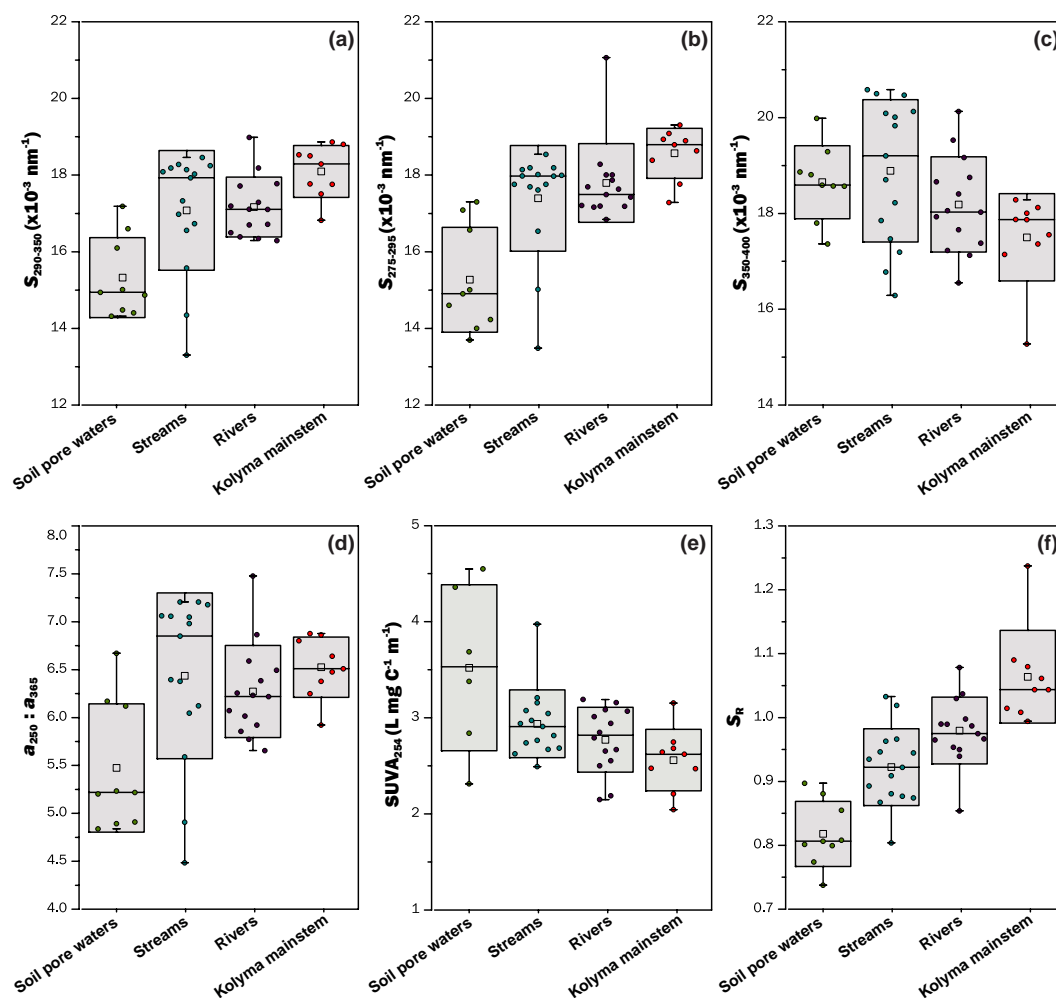 (a)
22
20
18
16
14
12
S290-350 (x10-3 nm-1)
Soil pore waters
Streams
Rivers
Kolyma mainstem
(b)
22
20
18
16
14
12
S275-295 (x10-3 nm-1)
Soil pore waters
Streams
Rivers
Kolyma mainstem
(c)
22
20
18
16
14
S350-400 (x10-3 nm-1)
Soil pore waters
Streams
Rivers
Kolyma mainstem
(d)
8.0
7.5
7.0
6.5
6.0
5.5
5.0
4.5
4.0
a250 : a365
Soil pore waters
Streams
Rivers
Kolyma mainstem
(e)
5
4
3
2
1
SUVA254 (L mg C-1 m-1)
Soil pore waters
Streams
Rivers
Kolyma mainstem
(f)
1.3
1.2
1.1
1.0
0.9
0.8
0.7
SR
Soil pore waters
Streams
Rivers
Kolyma mainstem